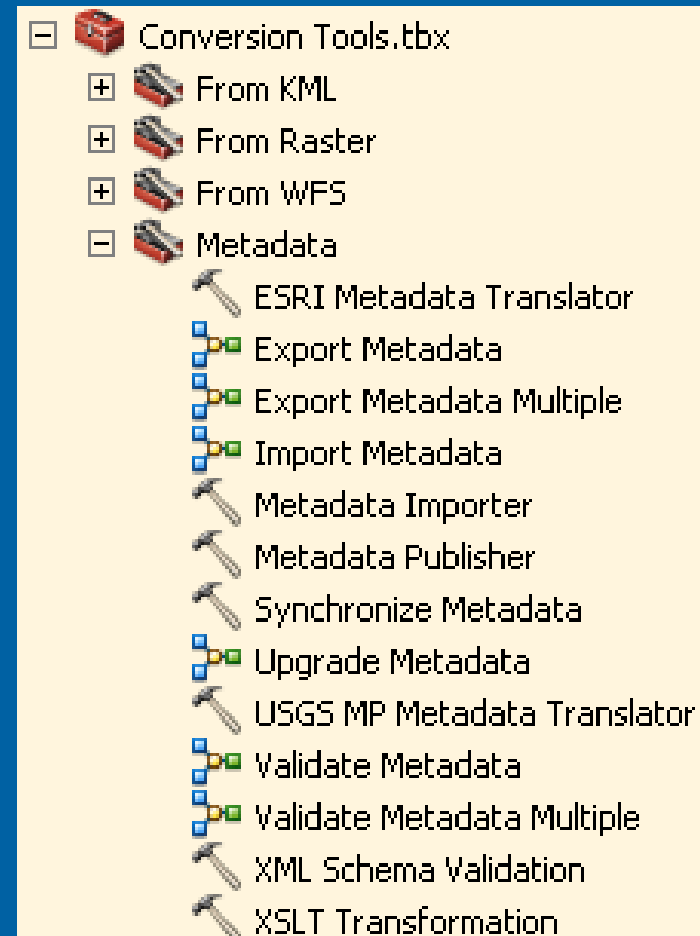 Conversion Tools.tbx
From KML
From Raster
From WFS
Metadata
ESRI Metadata Translator
Export Metadata
Export Metadata Multiple
Import Metadata
Metadata Importer
Metadata Publisher
Synchronize Metadata
Upgrade Metadata
USGS MP Metadata Translator
Validate Metadata
Validate Metadata Multiple
XML Schema Validation
XSLT Transformation